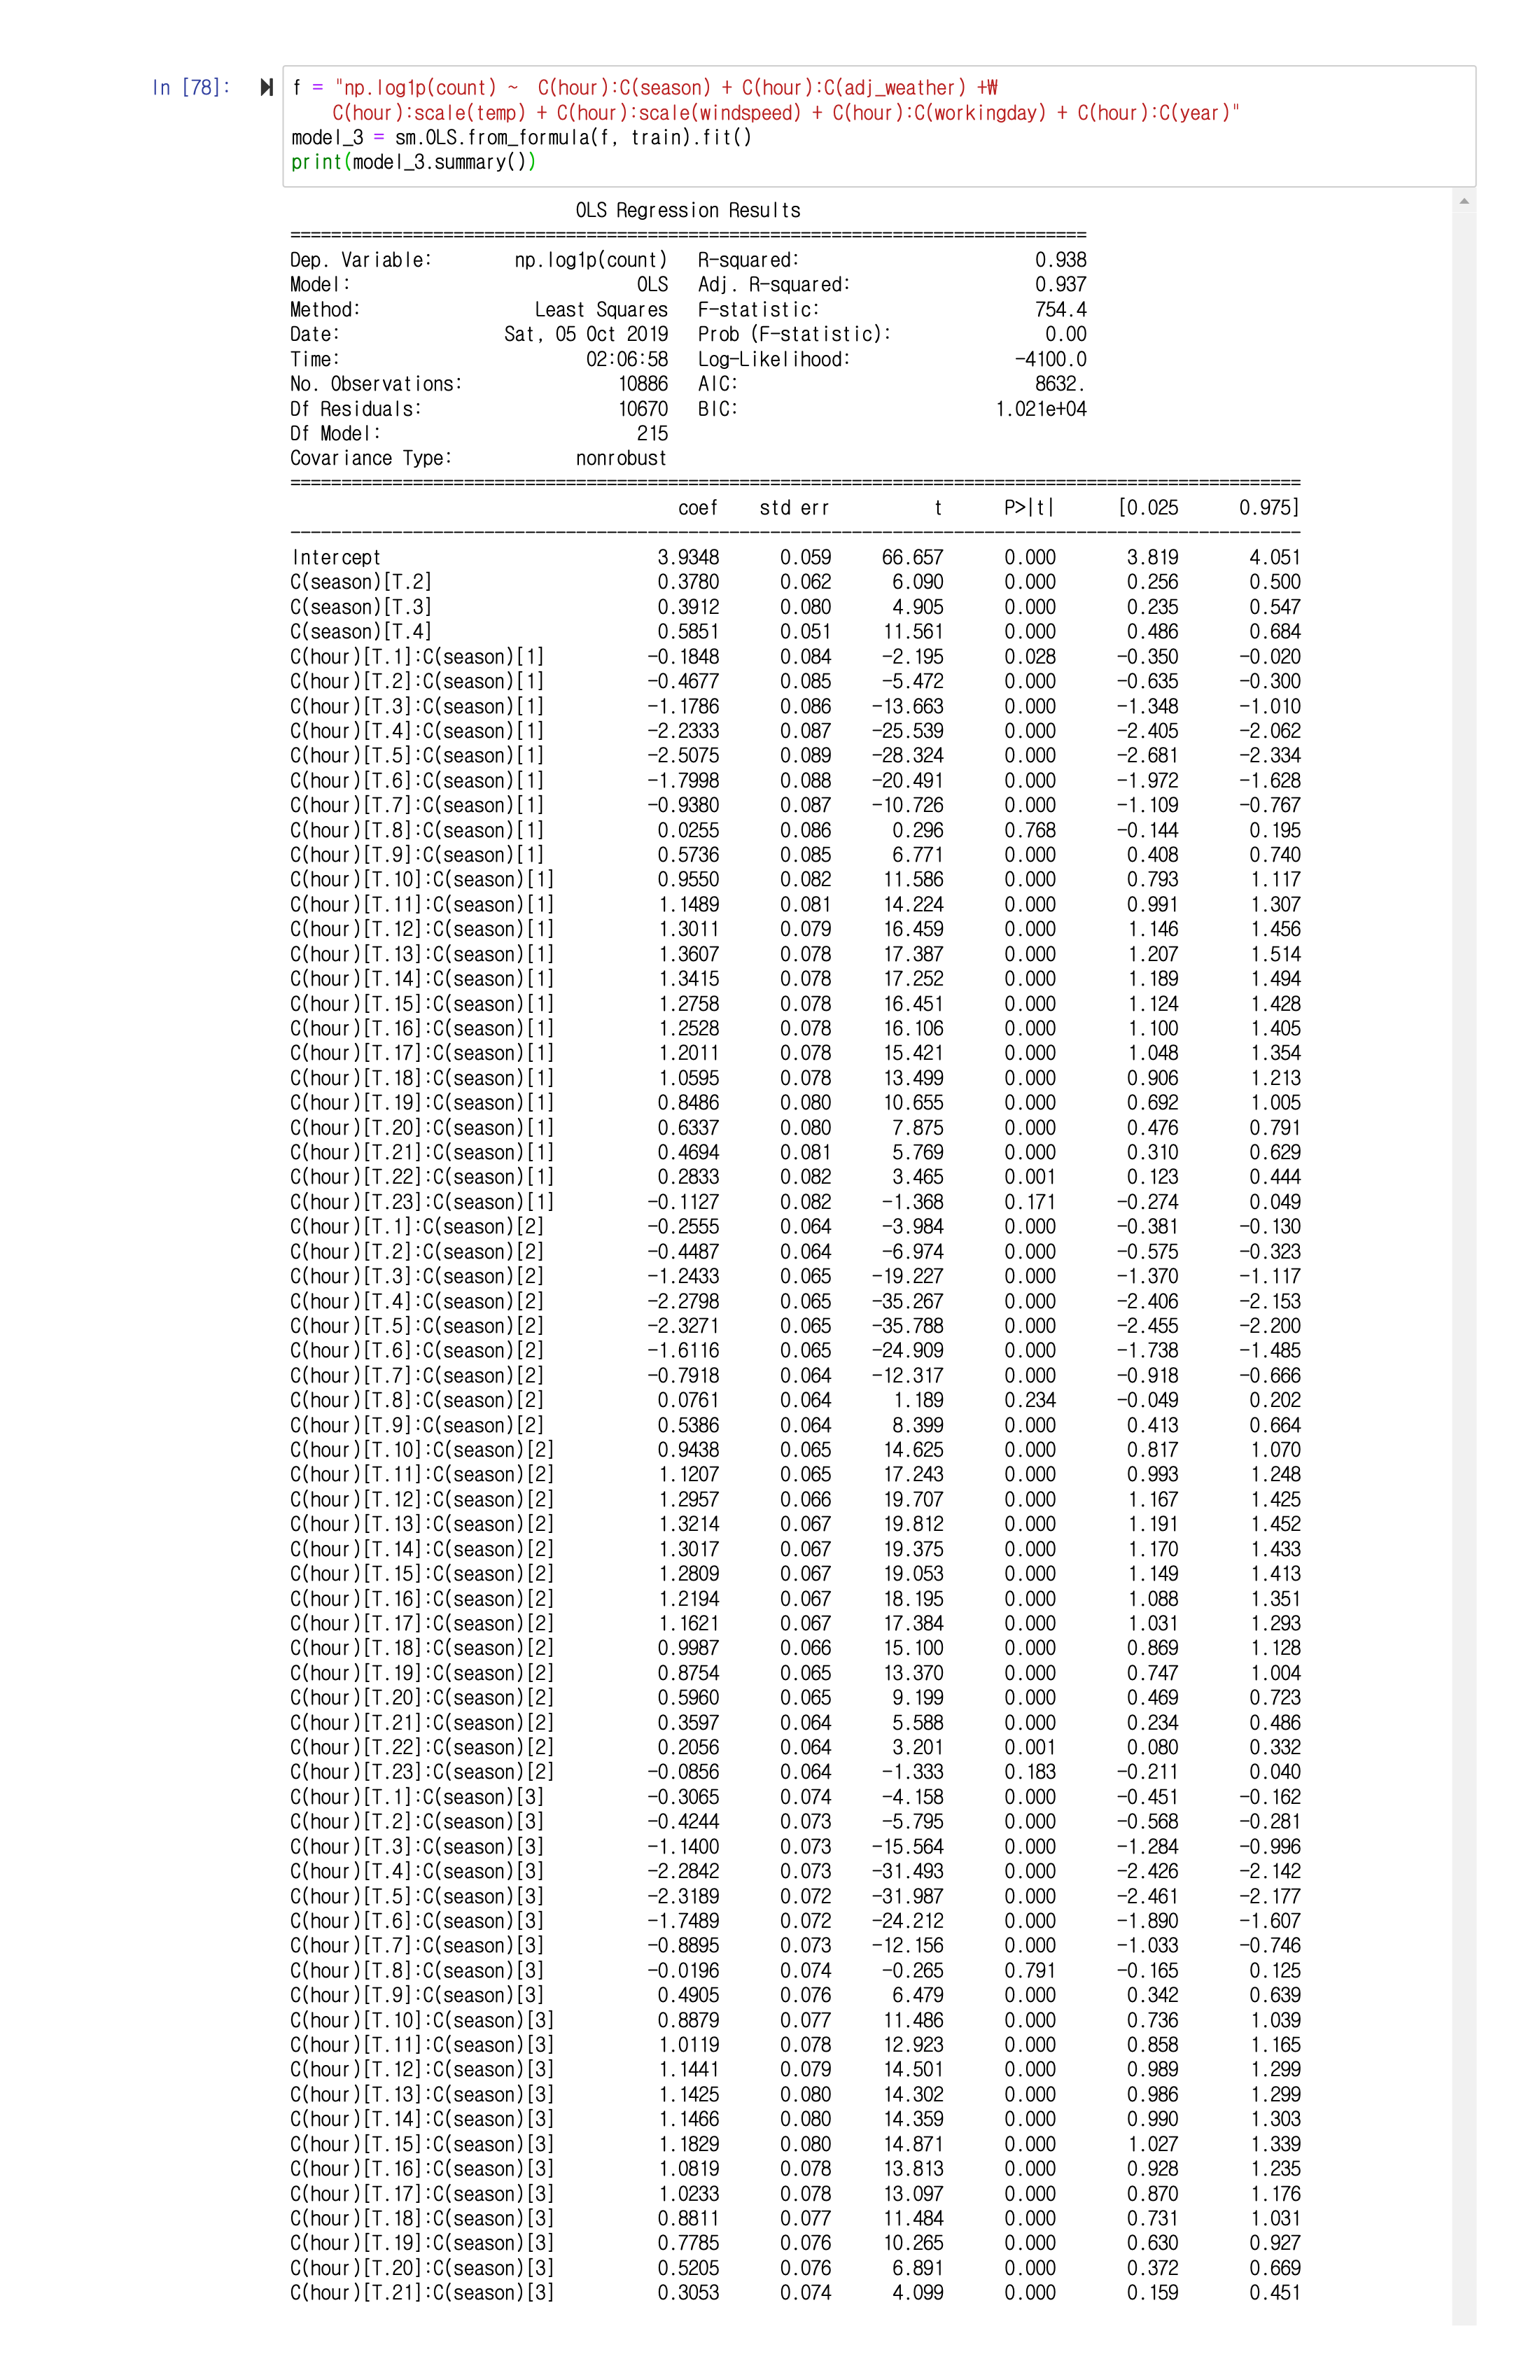 In [78]:
f = "np.log1p(count) ~  C(hour):C(season) + C(hour):C(adj_weather) +₩
C(hour):scale(temp) + C(hour):scale(windspeed) + C(hour):C(workingday) + C(hour):C(year)"
model_3 = sm.OLS.from_formula(f, train).fit()
print(model_3.summary())
OLS Regression Results
==============================================================================
Dep. Variable: np.log1p(count) R-squared: 0.938
Model: OLS Adj. R-squared: 0.937
Method: Least Squares F-statistic: 754.4
Date: Sat, 05 Oct 2019 Prob (F-statistic): 0.00
Time: 02:06:58 Log-Likelihood: -4100.0
No. Observations: 10886 AIC: 8632.
Df Residuals: 10670 BIC: 1.021e+04
Df Model: 215
Covariance Type: nonrobust
===================================================================================================
coef std err t P>|t| [0.025 0.975]
---------------------------------------------------------------------------------------------------
Intercept 3.9348 0.059 66.657 0.000 3.819 4.051
C(season)[T.2] 0.3780 0.062 6.090 0.000 0.256 0.500
C(season)[T.3] 0.3912 0.080 4.905 0.000 0.235 0.547
C(season)[T.4] 0.5851 0.051 11.561 0.000 0.486 0.684
C(hour)[T.1]:C(season)[1] -0.1848 0.084 -2.195 0.028 -0.350 -0.020
C(hour)[T.2]:C(season)[1] -0.4677 0.085 -5.472 0.000 -0.635 -0.300
C(hour)[T.3]:C(season)[1] -1.1786 0.086 -13.663 0.000 -1.348 -1.010
C(hour)[T.4]:C(season)[1] -2.2333 0.087 -25.539 0.000 -2.405 -2.062
C(hour)[T.5]:C(season)[1] -2.5075 0.089 -28.324 0.000 -2.681 -2.334
C(hour)[T.6]:C(season)[1] -1.7998 0.088 -20.491 0.000 -1.972 -1.628
C(hour)[T.7]:C(season)[1] -0.9380 0.087 -10.726 0.000 -1.109 -0.767
C(hour)[T.8]:C(season)[1] 0.0255 0.086 0.296 0.768 -0.144 0.195
C(hour)[T.9]:C(season)[1] 0.5736 0.085 6.771 0.000 0.408 0.740
C(hour)[T.10]:C(season)[1] 0.9550 0.082 11.586 0.000 0.793 1.117
C(hour)[T.11]:C(season)[1] 1.1489 0.081 14.224 0.000 0.991 1.307
C(hour)[T.12]:C(season)[1] 1.3011 0.079 16.459 0.000 1.146 1.456
C(hour)[T.13]:C(season)[1] 1.3607 0.078 17.387 0.000 1.207 1.514
C(hour)[T.14]:C(season)[1] 1.3415 0.078 17.252 0.000 1.189 1.494
C(hour)[T.15]:C(season)[1] 1.2758 0.078 16.451 0.000 1.124 1.428
C(hour)[T.16]:C(season)[1] 1.2528 0.078 16.106 0.000 1.100 1.405
C(hour)[T.17]:C(season)[1] 1.2011 0.078 15.421 0.000 1.048 1.354
C(hour)[T.18]:C(season)[1] 1.0595 0.078 13.499 0.000 0.906 1.213
C(hour)[T.19]:C(season)[1] 0.8486 0.080 10.655 0.000 0.692 1.005
C(hour)[T.20]:C(season)[1] 0.6337 0.080 7.875 0.000 0.476 0.791
C(hour)[T.21]:C(season)[1] 0.4694 0.081 5.769 0.000 0.310 0.629
C(hour)[T.22]:C(season)[1] 0.2833 0.082 3.465 0.001 0.123 0.444
C(hour)[T.23]:C(season)[1] -0.1127 0.082 -1.368 0.171 -0.274 0.049
C(hour)[T.1]:C(season)[2] -0.2555 0.064 -3.984 0.000 -0.381 -0.130
C(hour)[T.2]:C(season)[2] -0.4487 0.064 -6.974 0.000 -0.575 -0.323
C(hour)[T.3]:C(season)[2] -1.2433 0.065 -19.227 0.000 -1.370 -1.117
C(hour)[T.4]:C(season)[2] -2.2798 0.065 -35.267 0.000 -2.406 -2.153
C(hour)[T.5]:C(season)[2] -2.3271 0.065 -35.788 0.000 -2.455 -2.200
C(hour)[T.6]:C(season)[2] -1.6116 0.065 -24.909 0.000 -1.738 -1.485
C(hour)[T.7]:C(season)[2] -0.7918 0.064 -12.317 0.000 -0.918 -0.666
C(hour)[T.8]:C(season)[2] 0.0761 0.064 1.189 0.234 -0.049 0.202
C(hour)[T.9]:C(season)[2] 0.5386 0.064 8.399 0.000 0.413 0.664
C(hour)[T.10]:C(season)[2] 0.9438 0.065 14.625 0.000 0.817 1.070
C(hour)[T.11]:C(season)[2] 1.1207 0.065 17.243 0.000 0.993 1.248
C(hour)[T.12]:C(season)[2] 1.2957 0.066 19.707 0.000 1.167 1.425
C(hour)[T.13]:C(season)[2] 1.3214 0.067 19.812 0.000 1.191 1.452
C(hour)[T.14]:C(season)[2] 1.3017 0.067 19.375 0.000 1.170 1.433
C(hour)[T.15]:C(season)[2] 1.2809 0.067 19.053 0.000 1.149 1.413
C(hour)[T.16]:C(season)[2] 1.2194 0.067 18.195 0.000 1.088 1.351
C(hour)[T.17]:C(season)[2] 1.1621 0.067 17.384 0.000 1.031 1.293
C(hour)[T.18]:C(season)[2] 0.9987 0.066 15.100 0.000 0.869 1.128
C(hour)[T.19]:C(season)[2] 0.8754 0.065 13.370 0.000 0.747 1.004
C(hour)[T.20]:C(season)[2] 0.5960 0.065 9.199 0.000 0.469 0.723
C(hour)[T.21]:C(season)[2] 0.3597 0.064 5.588 0.000 0.234 0.486
C(hour)[T.22]:C(season)[2] 0.2056 0.064 3.201 0.001 0.080 0.332
C(hour)[T.23]:C(season)[2] -0.0856 0.064 -1.333 0.183 -0.211 0.040
C(hour)[T.1]:C(season)[3] -0.3065 0.074 -4.158 0.000 -0.451 -0.162
C(hour)[T.2]:C(season)[3] -0.4244 0.073 -5.795 0.000 -0.568 -0.281
C(hour)[T.3]:C(season)[3] -1.1400 0.073 -15.564 0.000 -1.284 -0.996
C(hour)[T.4]:C(season)[3] -2.2842 0.073 -31.493 0.000 -2.426 -2.142
C(hour)[T.5]:C(season)[3] -2.3189 0.072 -31.987 0.000 -2.461 -2.177
C(hour)[T.6]:C(season)[3] -1.7489 0.072 -24.212 0.000 -1.890 -1.607
C(hour)[T.7]:C(season)[3] -0.8895 0.073 -12.156 0.000 -1.033 -0.746
C(hour)[T.8]:C(season)[3] -0.0196 0.074 -0.265 0.791 -0.165 0.125
C(hour)[T.9]:C(season)[3] 0.4905 0.076 6.479 0.000 0.342 0.639
C(hour)[T.10]:C(season)[3] 0.8879 0.077 11.486 0.000 0.736 1.039
C(hour)[T.11]:C(season)[3] 1.0119 0.078 12.923 0.000 0.858 1.165
C(hour)[T.12]:C(season)[3] 1.1441 0.079 14.501 0.000 0.989 1.299
C(hour)[T.13]:C(season)[3] 1.1425 0.080 14.302 0.000 0.986 1.299
C(hour)[T.14]:C(season)[3] 1.1466 0.080 14.359 0.000 0.990 1.303
C(hour)[T.15]:C(season)[3] 1.1829 0.080 14.871 0.000 1.027 1.339
C(hour)[T.16]:C(season)[3] 1.0819 0.078 13.813 0.000 0.928 1.235
C(hour)[T.17]:C(season)[3] 1.0233 0.078 13.097 0.000 0.870 1.176
C(hour)[T.18]:C(season)[3] 0.8811 0.077 11.484 0.000 0.731 1.031
C(hour)[T.19]:C(season)[3] 0.7785 0.076 10.265 0.000 0.630 0.927
C(hour)[T.20]:C(season)[3] 0.5205 0.076 6.891 0.000 0.372 0.669
C(hour)[T.21]:C(season)[3] 0.3053 0.074 4.099 0.000 0.159 0.451